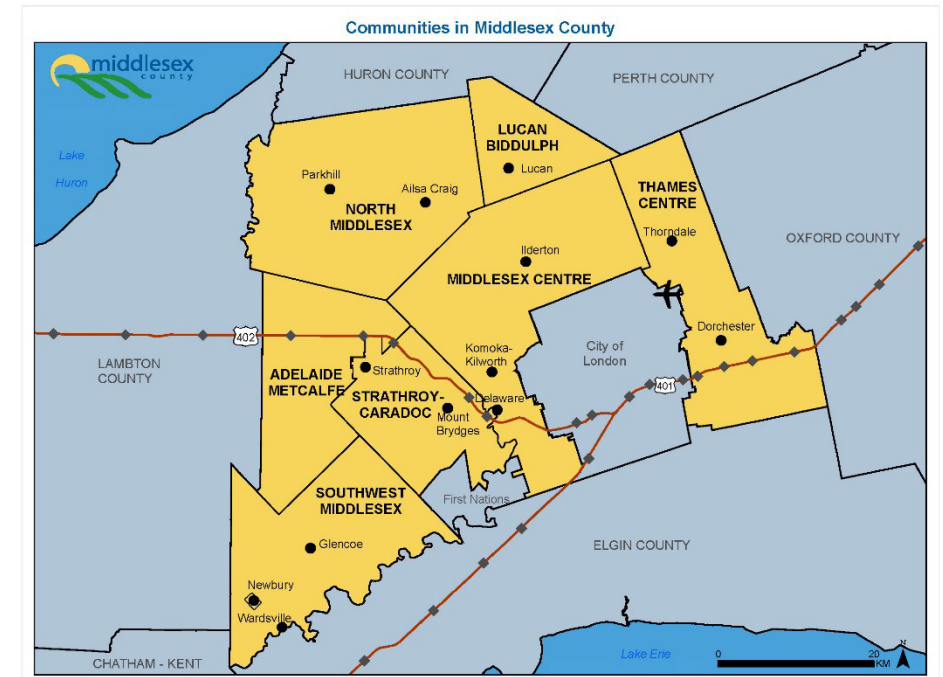 Communities in Middlesex County
middlesex
county
HURON COUNTY
PERTH COUNTY
LUCAN
BIDDULPH
Lake
Huron
Lucan
Parkhill
Ailsa Craig
THAMES
CENTRE
NORTH
MIDDLESEX
Thorndale
OXFORD COUNTY
Ilderton
MIDDLESEX CENTRE
402
Dorchester
Komoka-
Kilworth
City of
London
LAMBTON
COUNTY
ADELAIDE
METCALFE
Strathroy
401
STRATHROY-
CARADOC
Delaware
Mount
Brydges
SOUTHWEST
MIDDLESEX
First Nations
Glencoe
ELGIN COUNTY
Newbury
Wardsville
Lake Erie
0
20
KM
N
CHATHAM - KENT